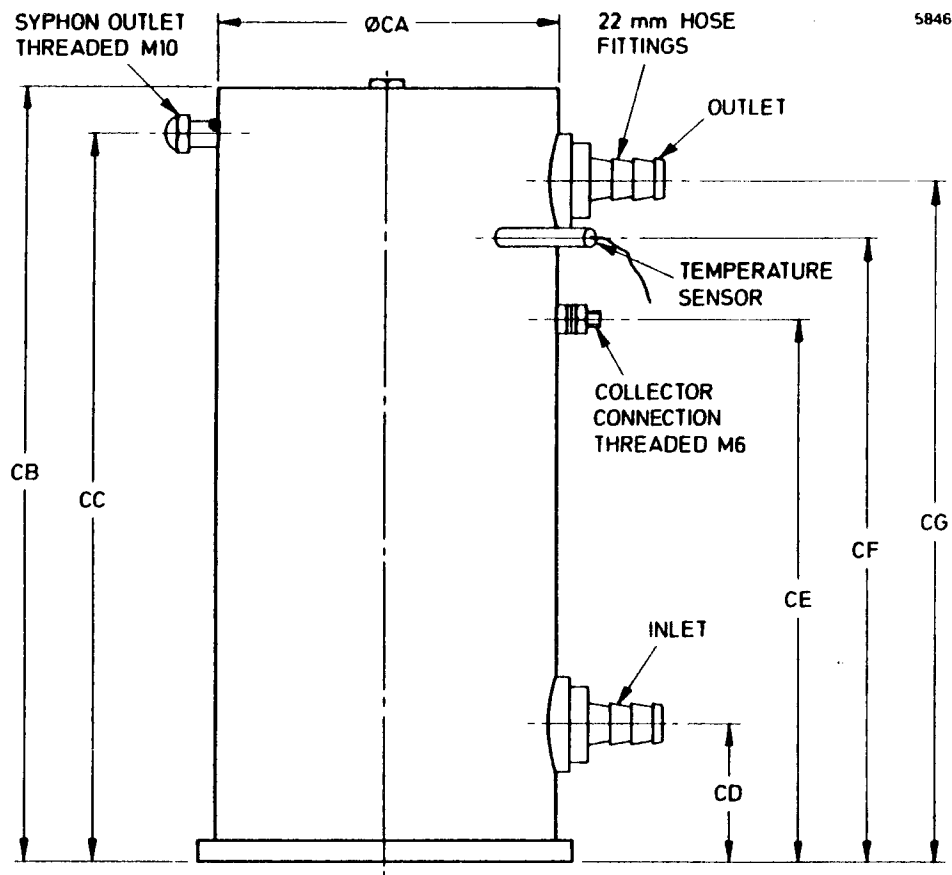 SYPHON OUTLET
THREADED M10
ØCA
22 mm HOSE
FITTINGS
5846
OUTLET
TEMPERATURE
SENSOR
COLLECTOR
CONNECTION
THREADED M6
CB
CC
CG
CF
CE
INLET
CD